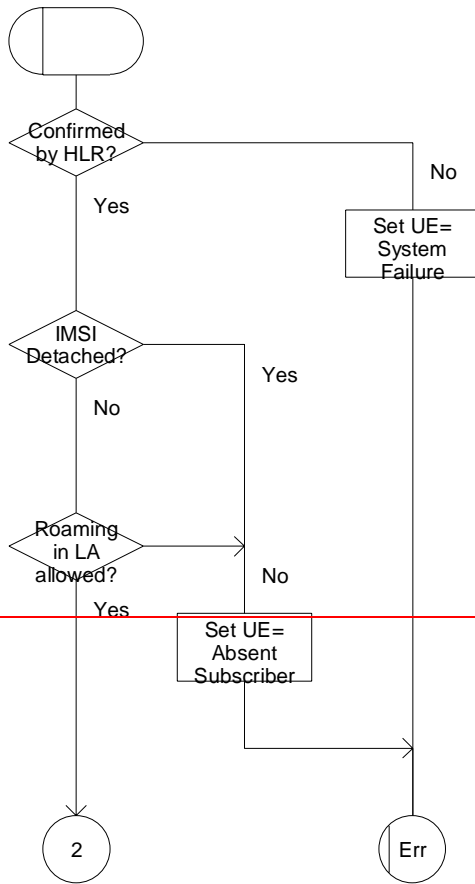 Confirmed
by HLR?
No
Yes
Set UE=
System
Failure
IMSI
Detached?
Yes
No
Roaming
in LA
allowed?
No
Yes
Set UE=
Absent
Subscriber
2
Err